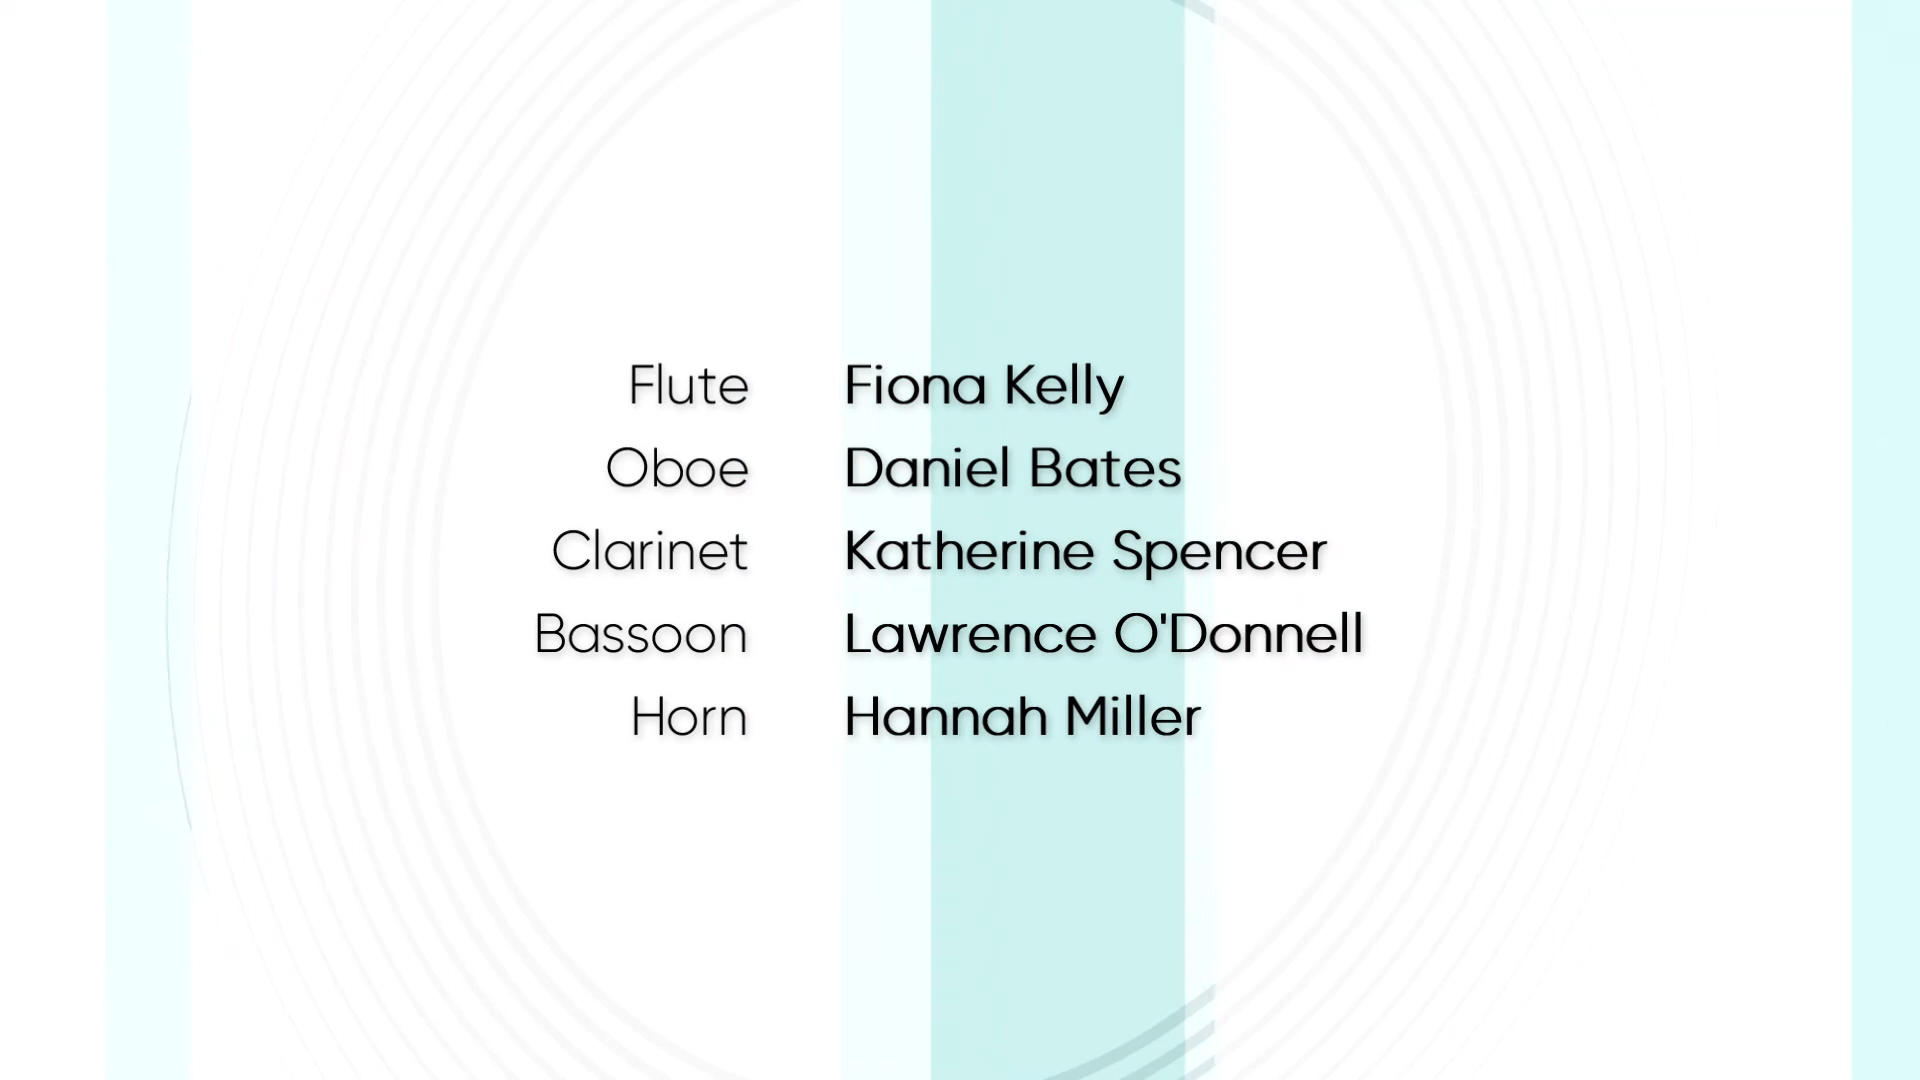 Flute Fiona Kelly
Oboe Daniel Bates
Clarinet Katherine Spencer
Bassoon Lawrence O'Donnell
Horn Hannah Miller